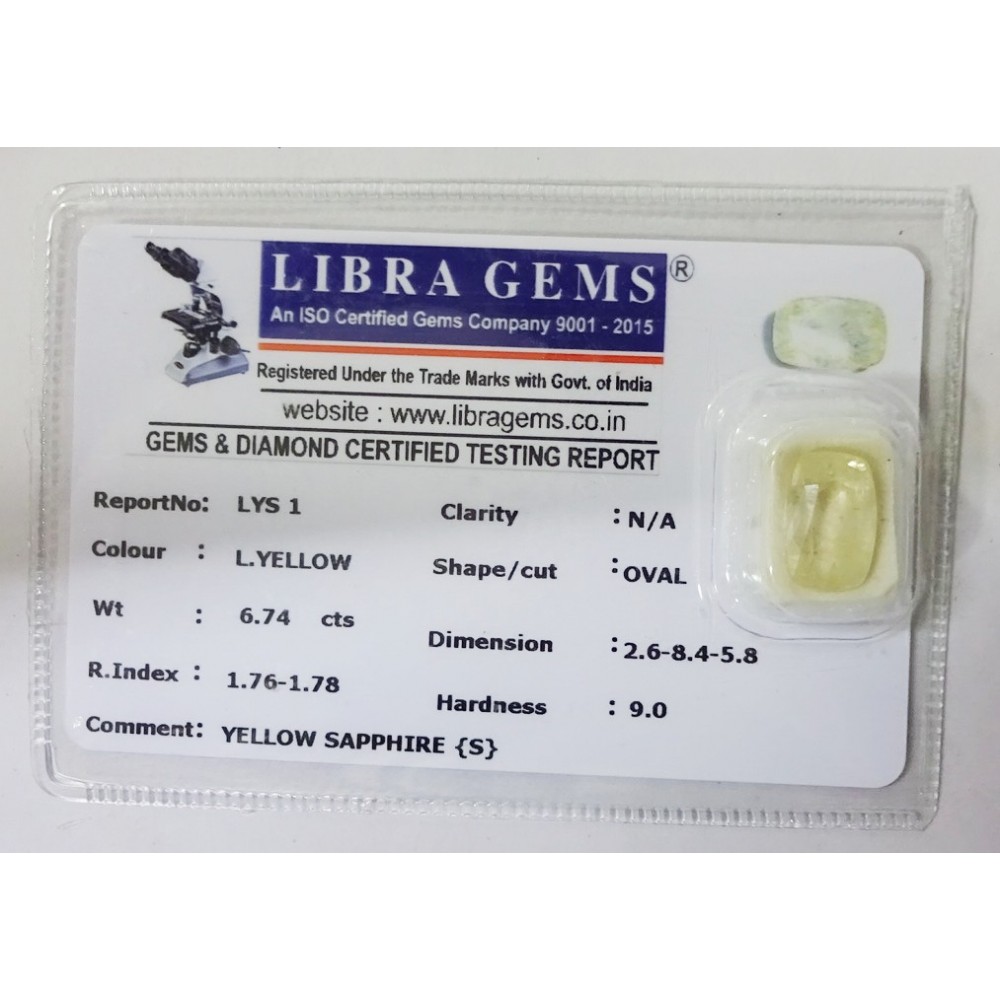 LIBRA GEMS ®
An ISO Certified Gems Company 9001 - 2015
Registered Under the Trade Marks with Govt. of India
website : www.libragems.co.in
GEMS & DIAMOND CERTIFIED TESTING REPORT
ReportNo: LYS 1
Colour : L.YELLOW
Wt : 6.74 cts
R.Index : 1.76-1.78
Comment: YELLOW SAPPHIRE {S}
Clarity : N/A
Shape/cut : OVAL
Dimension : 2.6-8.4-5.8
Hardness : 9.0